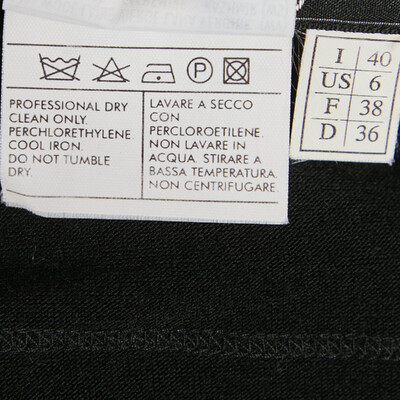 P
PROFESSIONAL DRY
CLEAN ONLY.
PERCHLORETHYLENE.
COOL IRON.
DO NOT TUMBLE
DRY.
LAVARE A SECCO
CON
PERCLOROETILENE.
NON LAVARE IN
ACQUA. STIRARE A
BASSA TEMPERATURA.
NON CENTRIFUGARE.
I 40
US 6
F 38
D 36